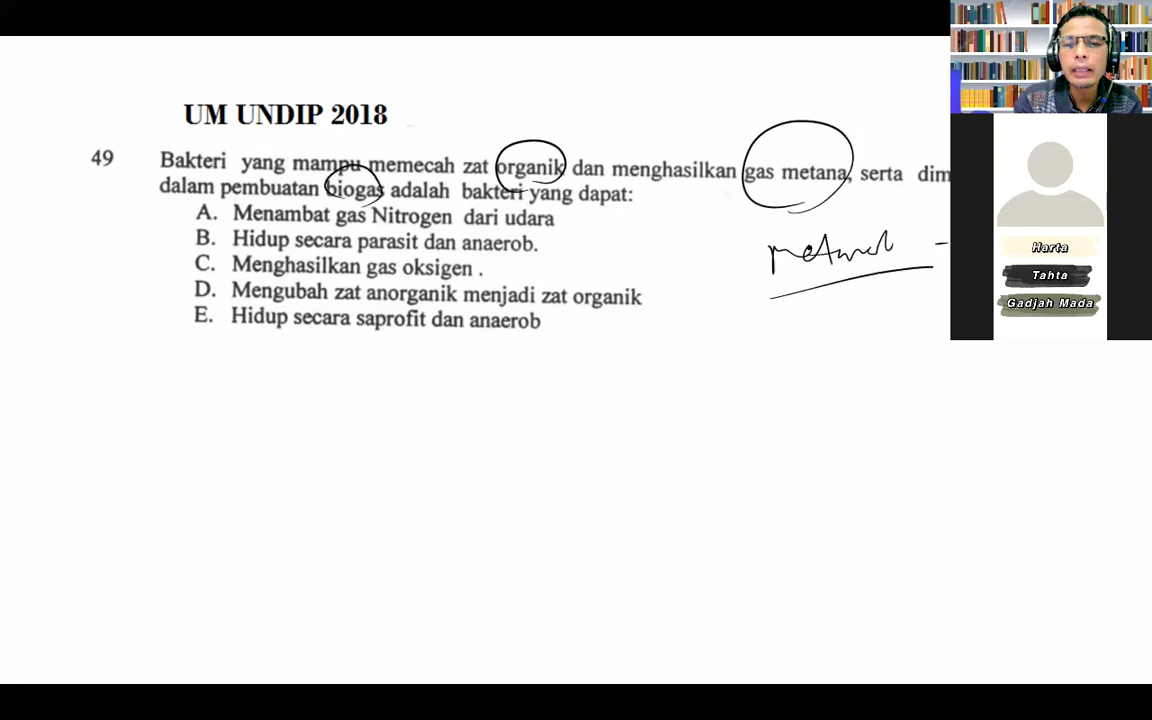 UM UNDIP 2018
49 Bakteri yang mampu memecah zat organik dan menghasilkan gas metana, serta dim
dalam pembuatan biogas adalah bakteri yang dapat:
A. Menambat gas Nitrogen dari udara
B. Hidup secara parasit dan anaerob.
C. Menghasilkan gas oksigen .
D. Mengubah zat anorganik menjadi zat organik
E. Hidup secara saprofit dan anaerob
Harta
Tahta
Gadjah Mada